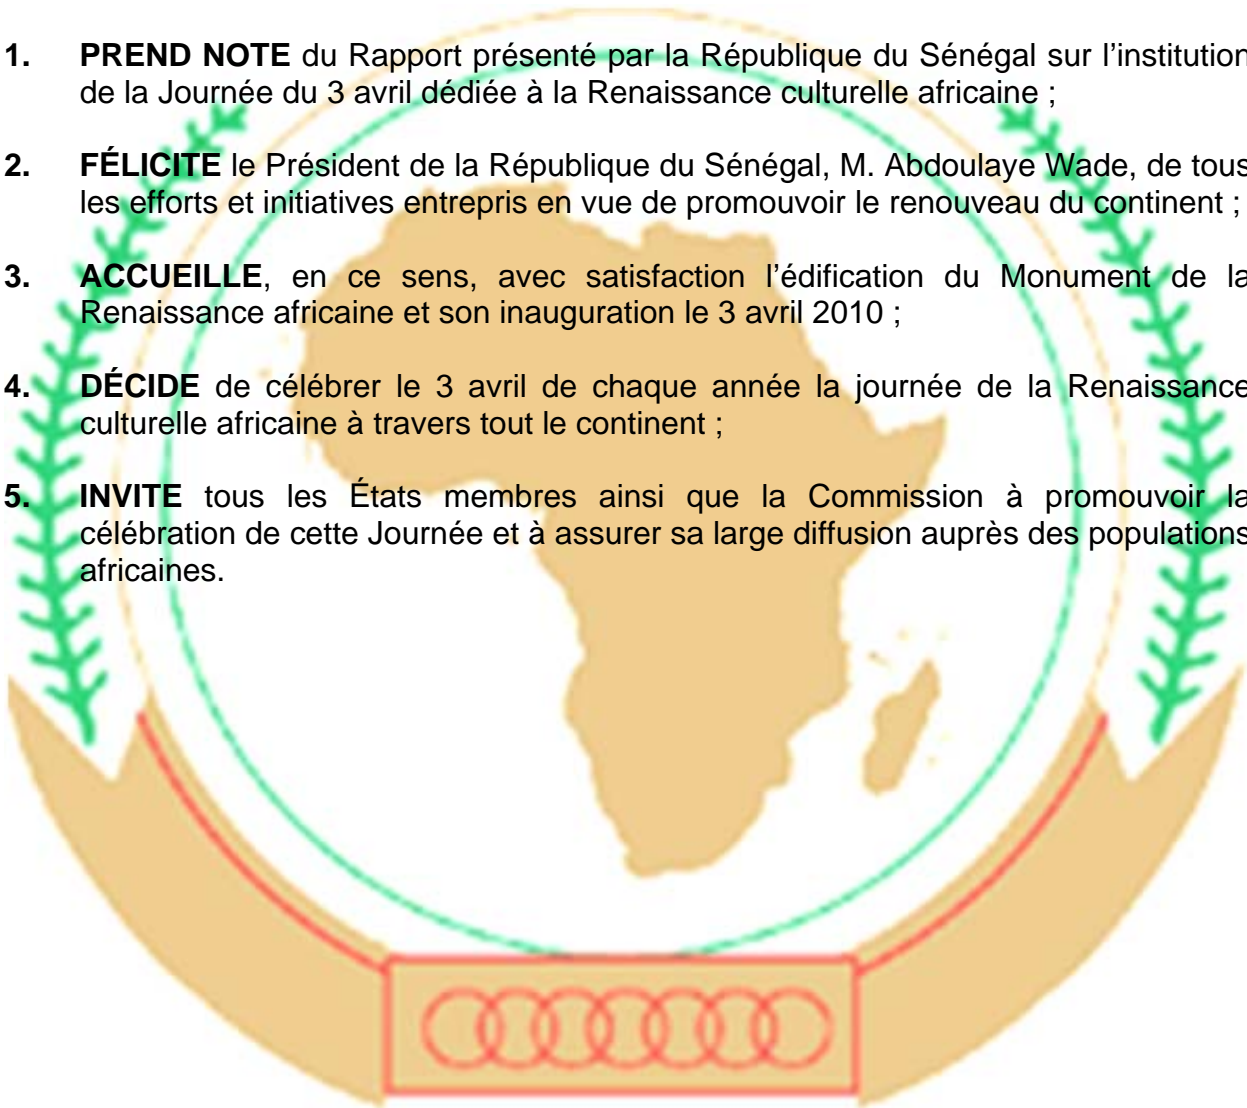 1. PREND NOTE du Rapport présenté par la République du Sénégal sur l’institution
de la Journée du 3 avril dédiée à la Renaissance culturelle africaine ;
2. FÉLICITE le Président de la République du Sénégal, M. Abdoulaye Wade, de tous
les efforts et initiatives entrepris en vue de promouvoir le renouveau du continent ;
3. ACCUEILLE, en ce sens, avec satisfaction l’édification du Monument de la
Renaissance africaine et son inauguration le 3 avril 2010 ;
4. DÉCIDE de célébrer le 3 avril de chaque année la journée de la Renaissance
culturelle africaine à travers tout le continent ;
5. INVITE tous les États membres ainsi que la Commission à promouvoir la
célébration de cette Journée et à assurer sa large diffusion auprès des populations
africaines.